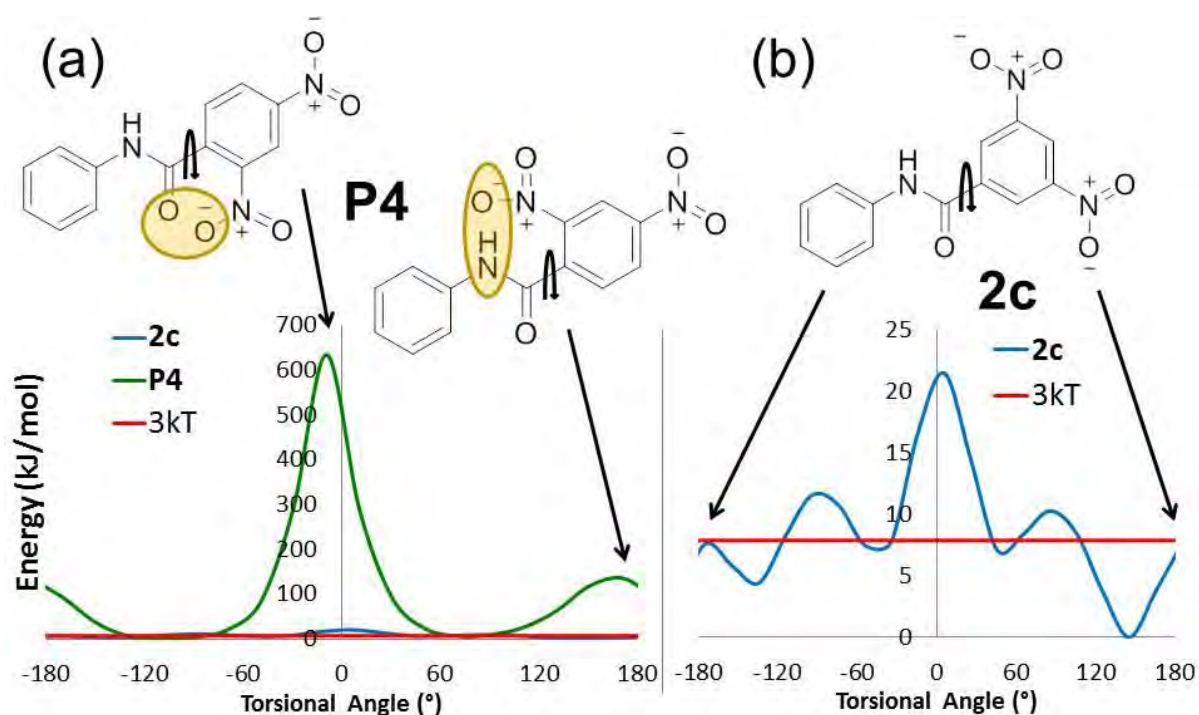 (a)
O
−
N
+
O
H
N
O
−
O
N
+
O
P4
O
N
+
O
−
H
N
O
O
−
N
+
O
2c
P4
3kT
Energy (kJ/mol)
700
600
500
400
300
200
100
0
-180
-120
-60
0
60
120
180
Torsional Angle (°)
(b)
−
O
N
+
O
H
N
O
N
+
O
O
−
2c
2c
3kT
25
20
15
10
5
0
-180
-120
-60
0
60
120
180
Torsional Angle (°)